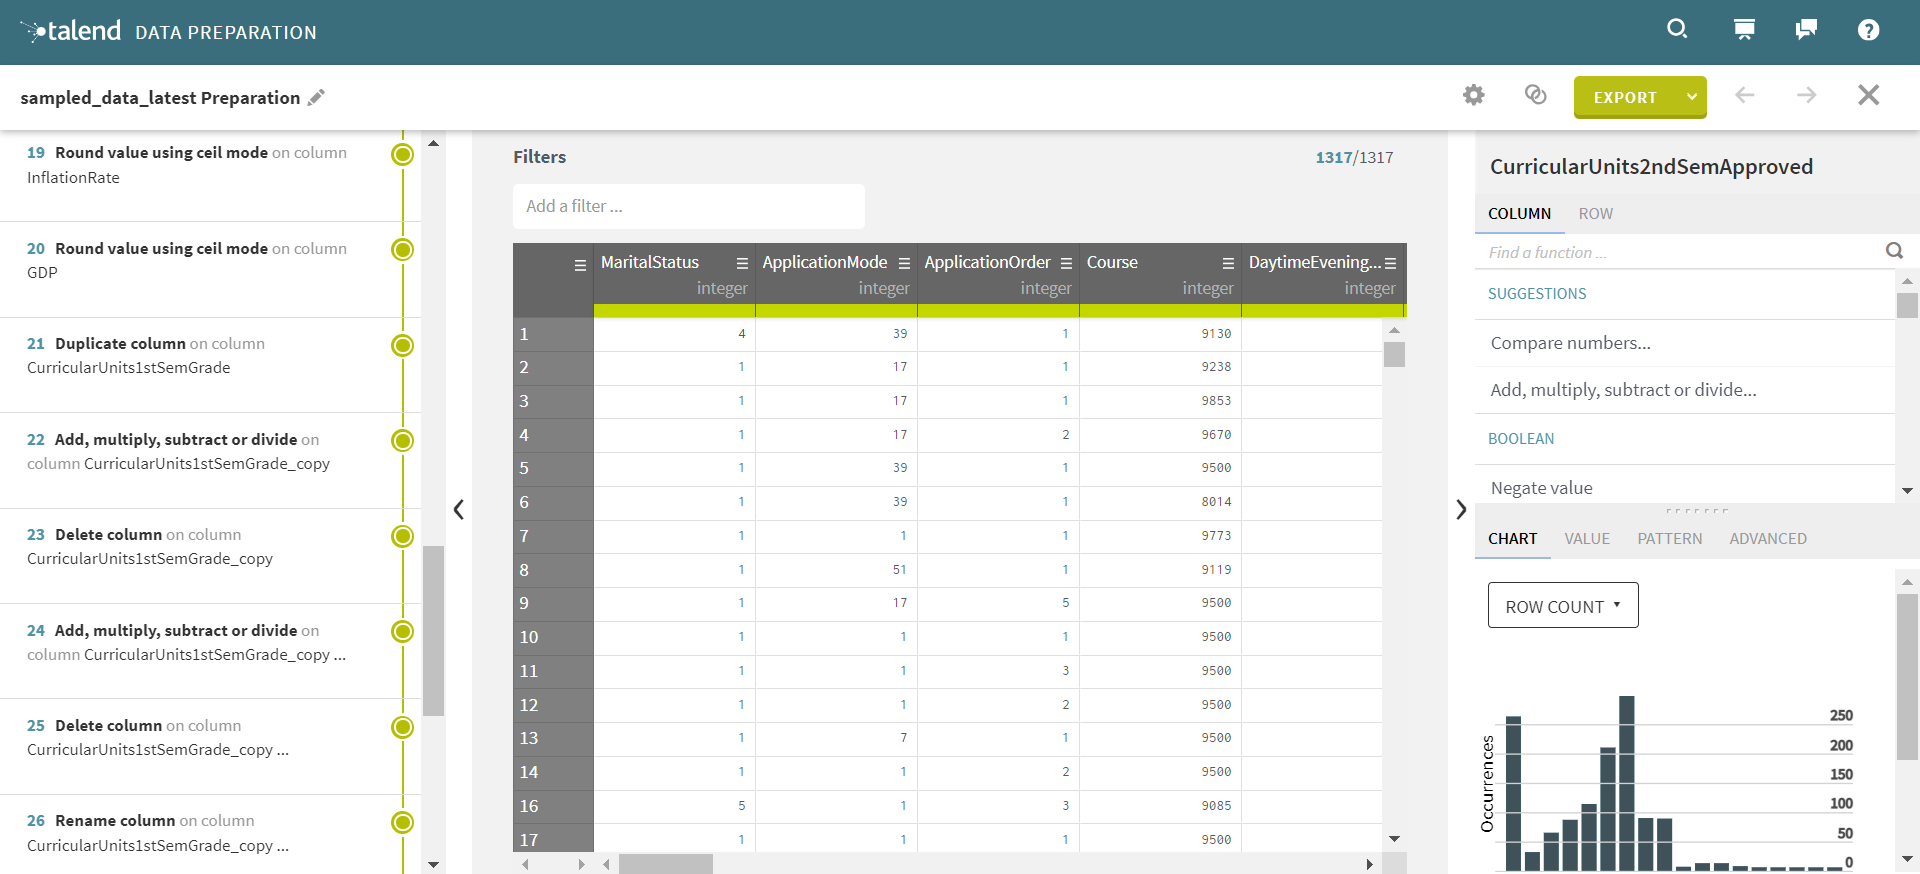 talend DATA PREPARATION
?
sampled_data_latest Preparation
EXPORT
19 Round value using ceil mode on column
InflationRate
20 Round value using ceil mode on column
GDP
21 Duplicate column on column
CurricularUnits1stSemGrade
22 Add, multiply, subtract or divide on
column CurricularUnits1stSemGrade_copy
23 Delete column on column
CurricularUnits1stSemGrade_copy
24 Add, multiply, subtract or divide on
column CurricularUnits1stSemGrade_copy ...
25 Delete column on column
CurricularUnits1stSemGrade_copy ...
26 Rename column on column
CurricularUnits1stSemGrade_copy ...
Filters 1317/1317
Add a filter ...
MaritalStatus ApplicationMode ApplicationOrder Course DaytimeEvening...
integer integer integer integer integer
1 4 39 1 9130
2 1 17 1 9238
3 1 17 1 9853
4 1 17 2 9670
5 1 39 1 9500
6 1 39 1 8014
7 1 1 1 9773
8 1 51 1 9119
9 1 17 5 9500
10 1 1 1 9500
11 1 1 3 9500
12 1 1 2 9500
13 1 7 1 9500
14 1 1 2 9500
16 5 1 3 9085
17 1 1 1 9500
CurricularUnits2ndSemApproved
COLUMN ROW
Find a function ...
SUGGESTIONS
Compare numbers...
Add, multiply, subtract or divide...
BOOLEAN
Negate value
CHART VALUE PATTERN ADVANCED
ROW COUNT
Occurrences
250
200
150
100
50
0